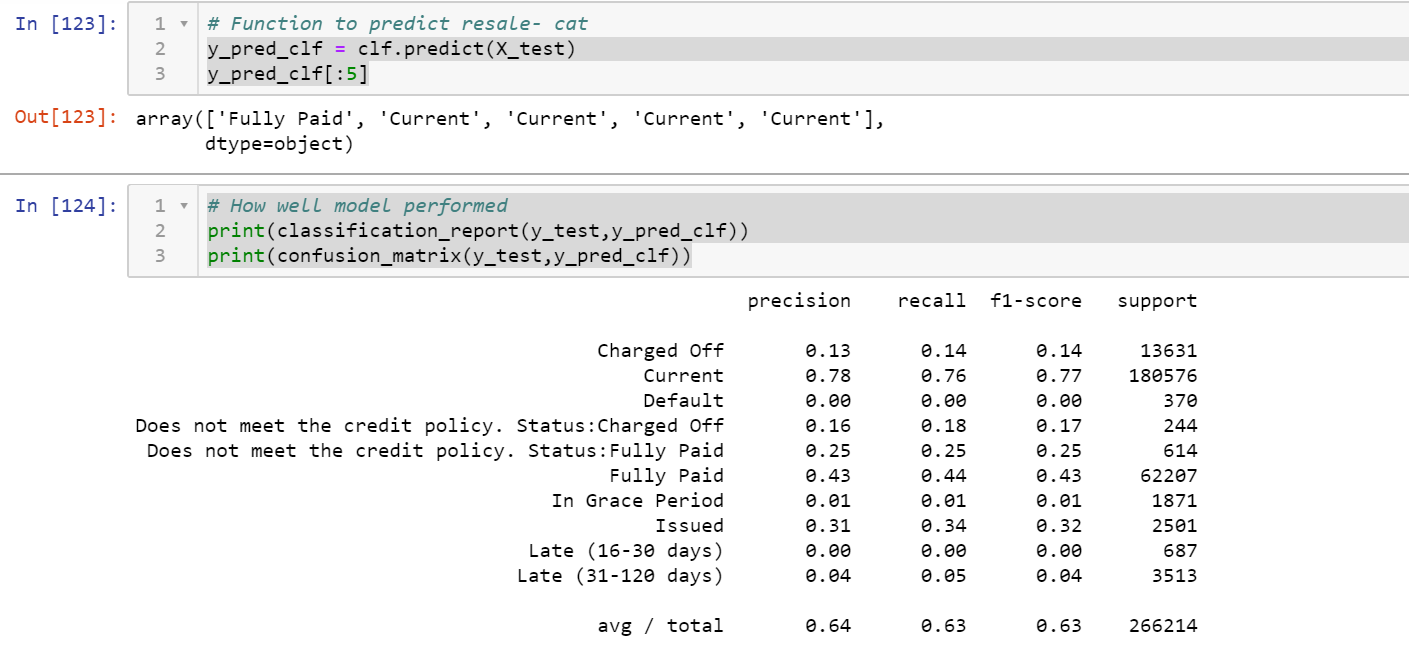 In [123]:
1 # Function to predict resale- cat
2 y_pred_clf = clf.predict(X_test)
3 y_pred_clf[:5]
Out[123]: array(['Fully Paid', 'Current', 'Current', 'Current', 'Current'],
dtype=object)
In [124]:
1 # How well model performed
2 print(classification_report(y_test,y_pred_clf))
3 print(confusion_matrix(y_test,y_pred_clf))
precision recall f1-score support
Charged Off 0.13 0.14 0.14 13631
Current 0.78 0.76 0.77 180576
Default 0.00 0.00 0.00 370
Does not meet the credit policy. Status:Charged Off 0.16 0.18 0.17 244
Does not meet the credit policy. Status:Fully Paid 0.25 0.25 0.25 614
Fully Paid 0.43 0.44 0.43 62207
In Grace Period 0.01 0.01 0.01 1871
Issued 0.31 0.34 0.32 2501
Late (16-30 days) 0.00 0.00 0.00 687
Late (31-120 days) 0.04 0.05 0.04 3513
avg / total 0.64 0.63 0.63 266214